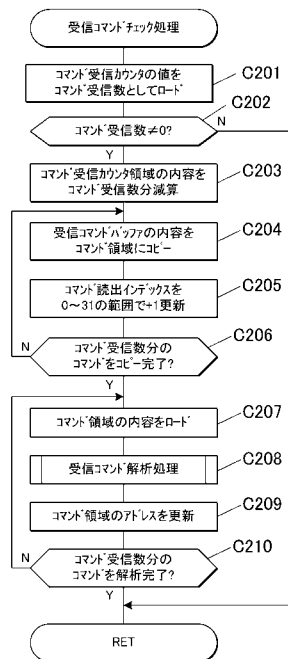 受信コマンドチェック処理
コマンド受信カウンタの値を
コマンド受信数としてロード
C201
C202
コマンド受信数≠0?
N
Y
コマンド受信カウンタ領域の内容を
コマンド受信数分減算
C203
受信コマンドバッファの内容を
コマンド領域にコピー
C204
コマンド読出インデックスを
0～31の範囲で+1更新
C205
C206
N
コマンド受信数分の
コマンドをコピー完了?
Y
コマンド領域の内容をロード
C207
受信コマンド解析処理
C208
コマンド領域のアドレスを更新
C209
N
コマンド受信数分の
コマンドを解析完了?
C210
Y
RET